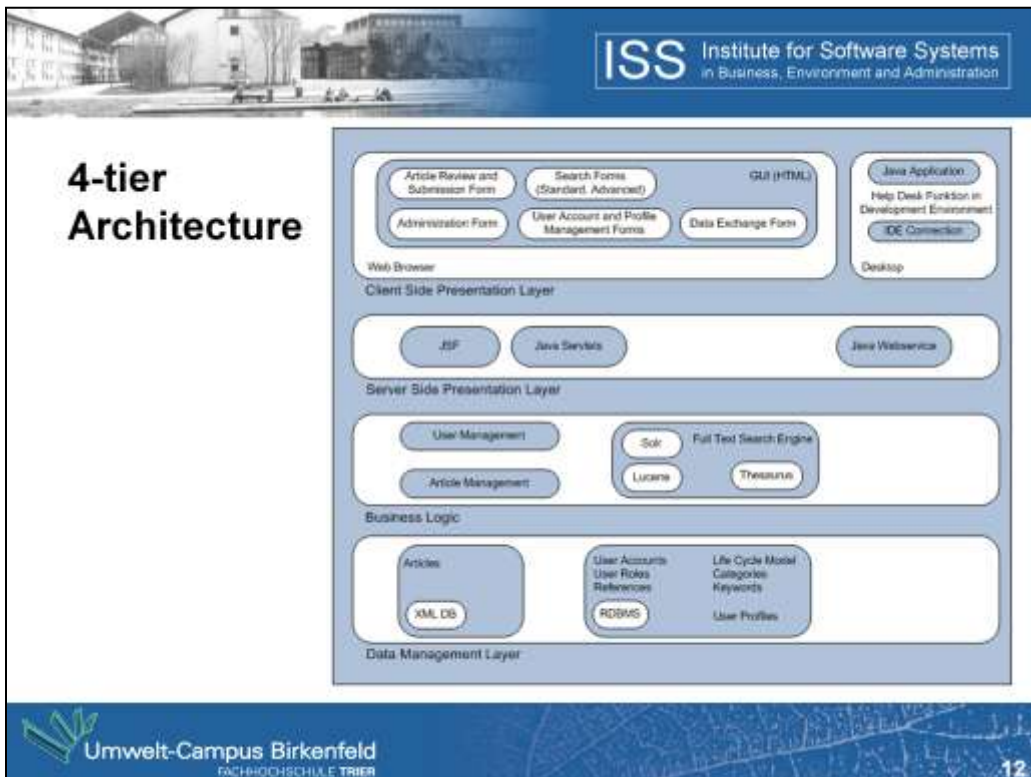 ISS Institute for Software Systems
in Business, Environment and Administration
4-tier
Architecture
Article Review and
Submission Form
Search Forms
(Standard, Advanced)
GUI (HTML)
Administration Form
User Account and Profile
Management Forms
Data Exchange Form
Web Browser
Java Application
Help Desk Funktion in
Development Environment
IDE Connection
Desktop
Client Side Presentation Layer
JSF
Java Servlets
Java Webservice
Server Side Presentation Layer
User Management
Article Management
Solr
Full Text Search Engine
Lucene
Thesaurus
Business Logic
Articles
XML DB
User Accounts
User Roles
References
RDBMS
Life Cycle Model
Categories
Keywords
User Profiles
Data Management Layer
Umwelt-Campus Birkenfeld
FACHHOCHSCHULE TRIER
12